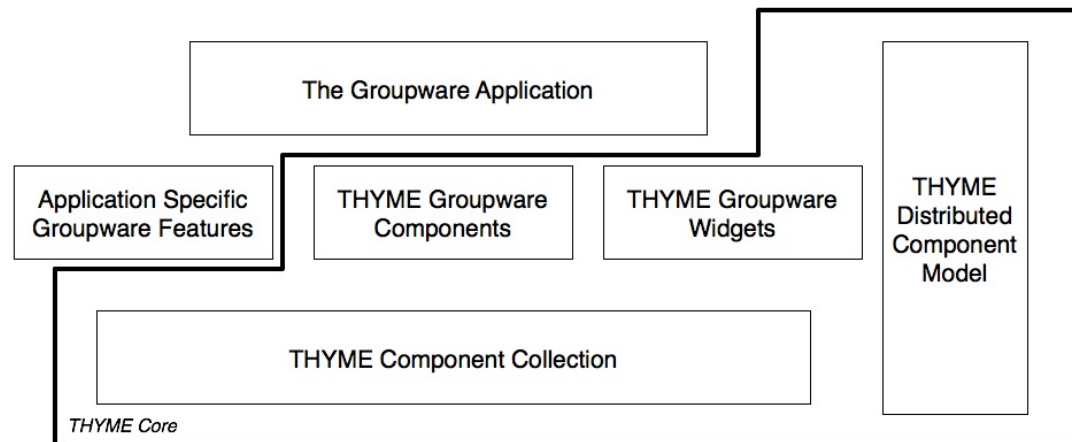 The Groupware Application
Application Specific
Groupware Features
THYME Groupware
Components
THYME Groupware
Widgets
THYME
Distributed
Component
Model
THYME Component Collection
THYME Core